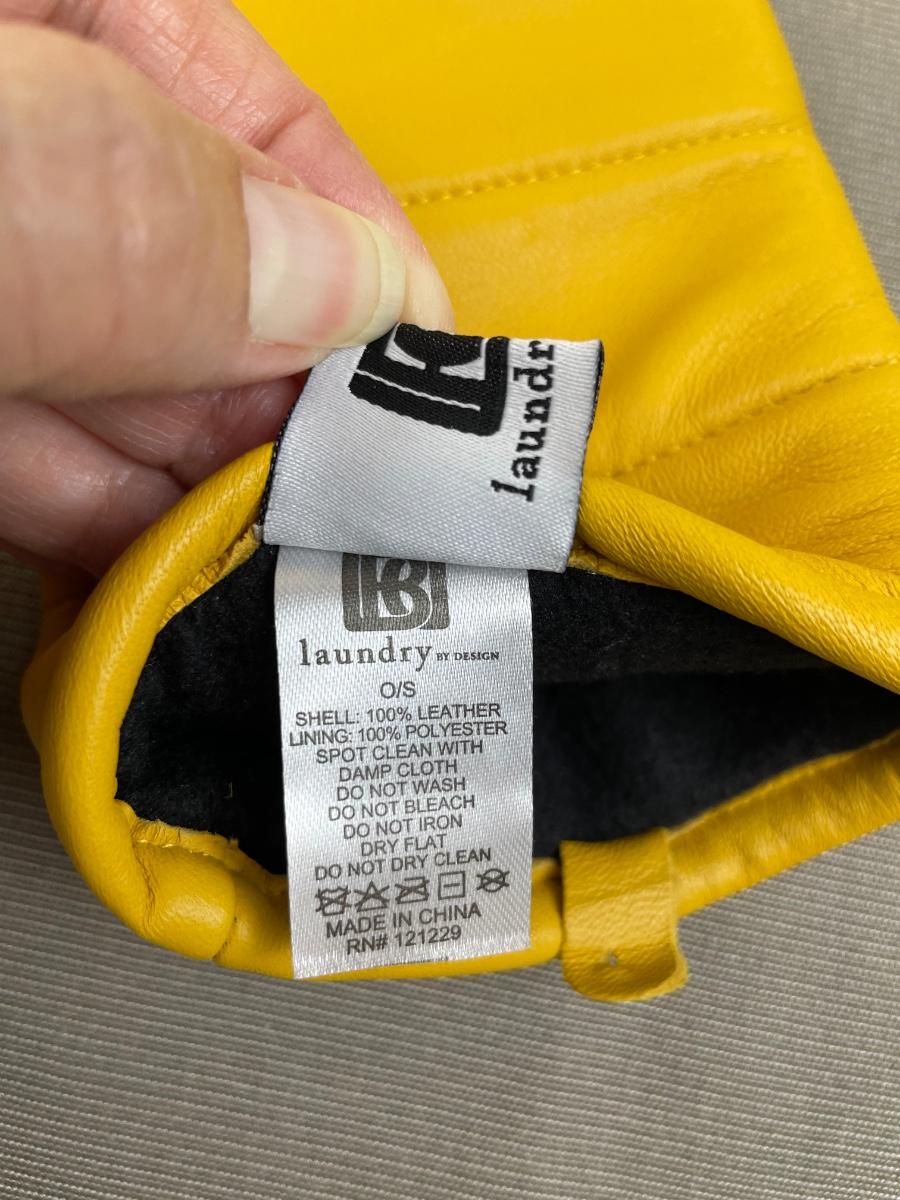 laundr
laundry BY DESIGN
O/S
SHELL: 100% LEATHER
LINING: 100% POLYESTER
SPOT CLEAN WITH
DAMP CLOTH
DO NOT WASH
DO NOT BLEACH
DO NOT IRON
DRY FLAT
DO NOT DRY CLEAN
MADE IN CHINA
RN# 121229